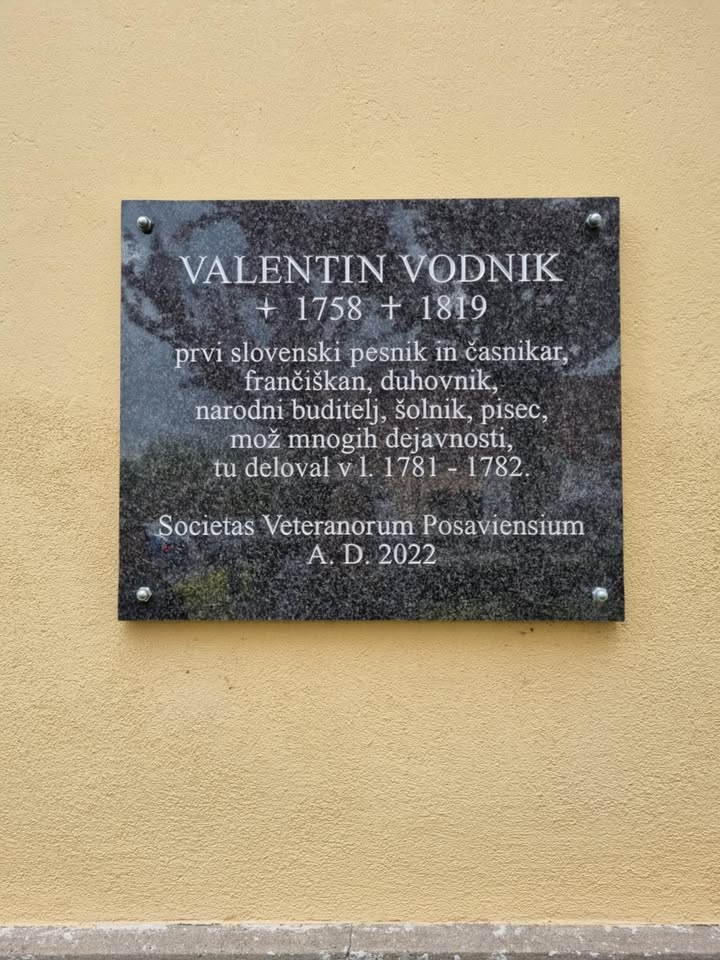 VALENTIN VODNIK
+ 1758 † 1819
prvi slovenski pesnik in časnikar,
frančiškan, duhovnik,
narodni buditelj, šolnik, pisec,
mož mnogih dejavnosti,
tu deloval v l. 1781 - 1782.
Societas Veteranorum Posaviensium
A. D. 2022